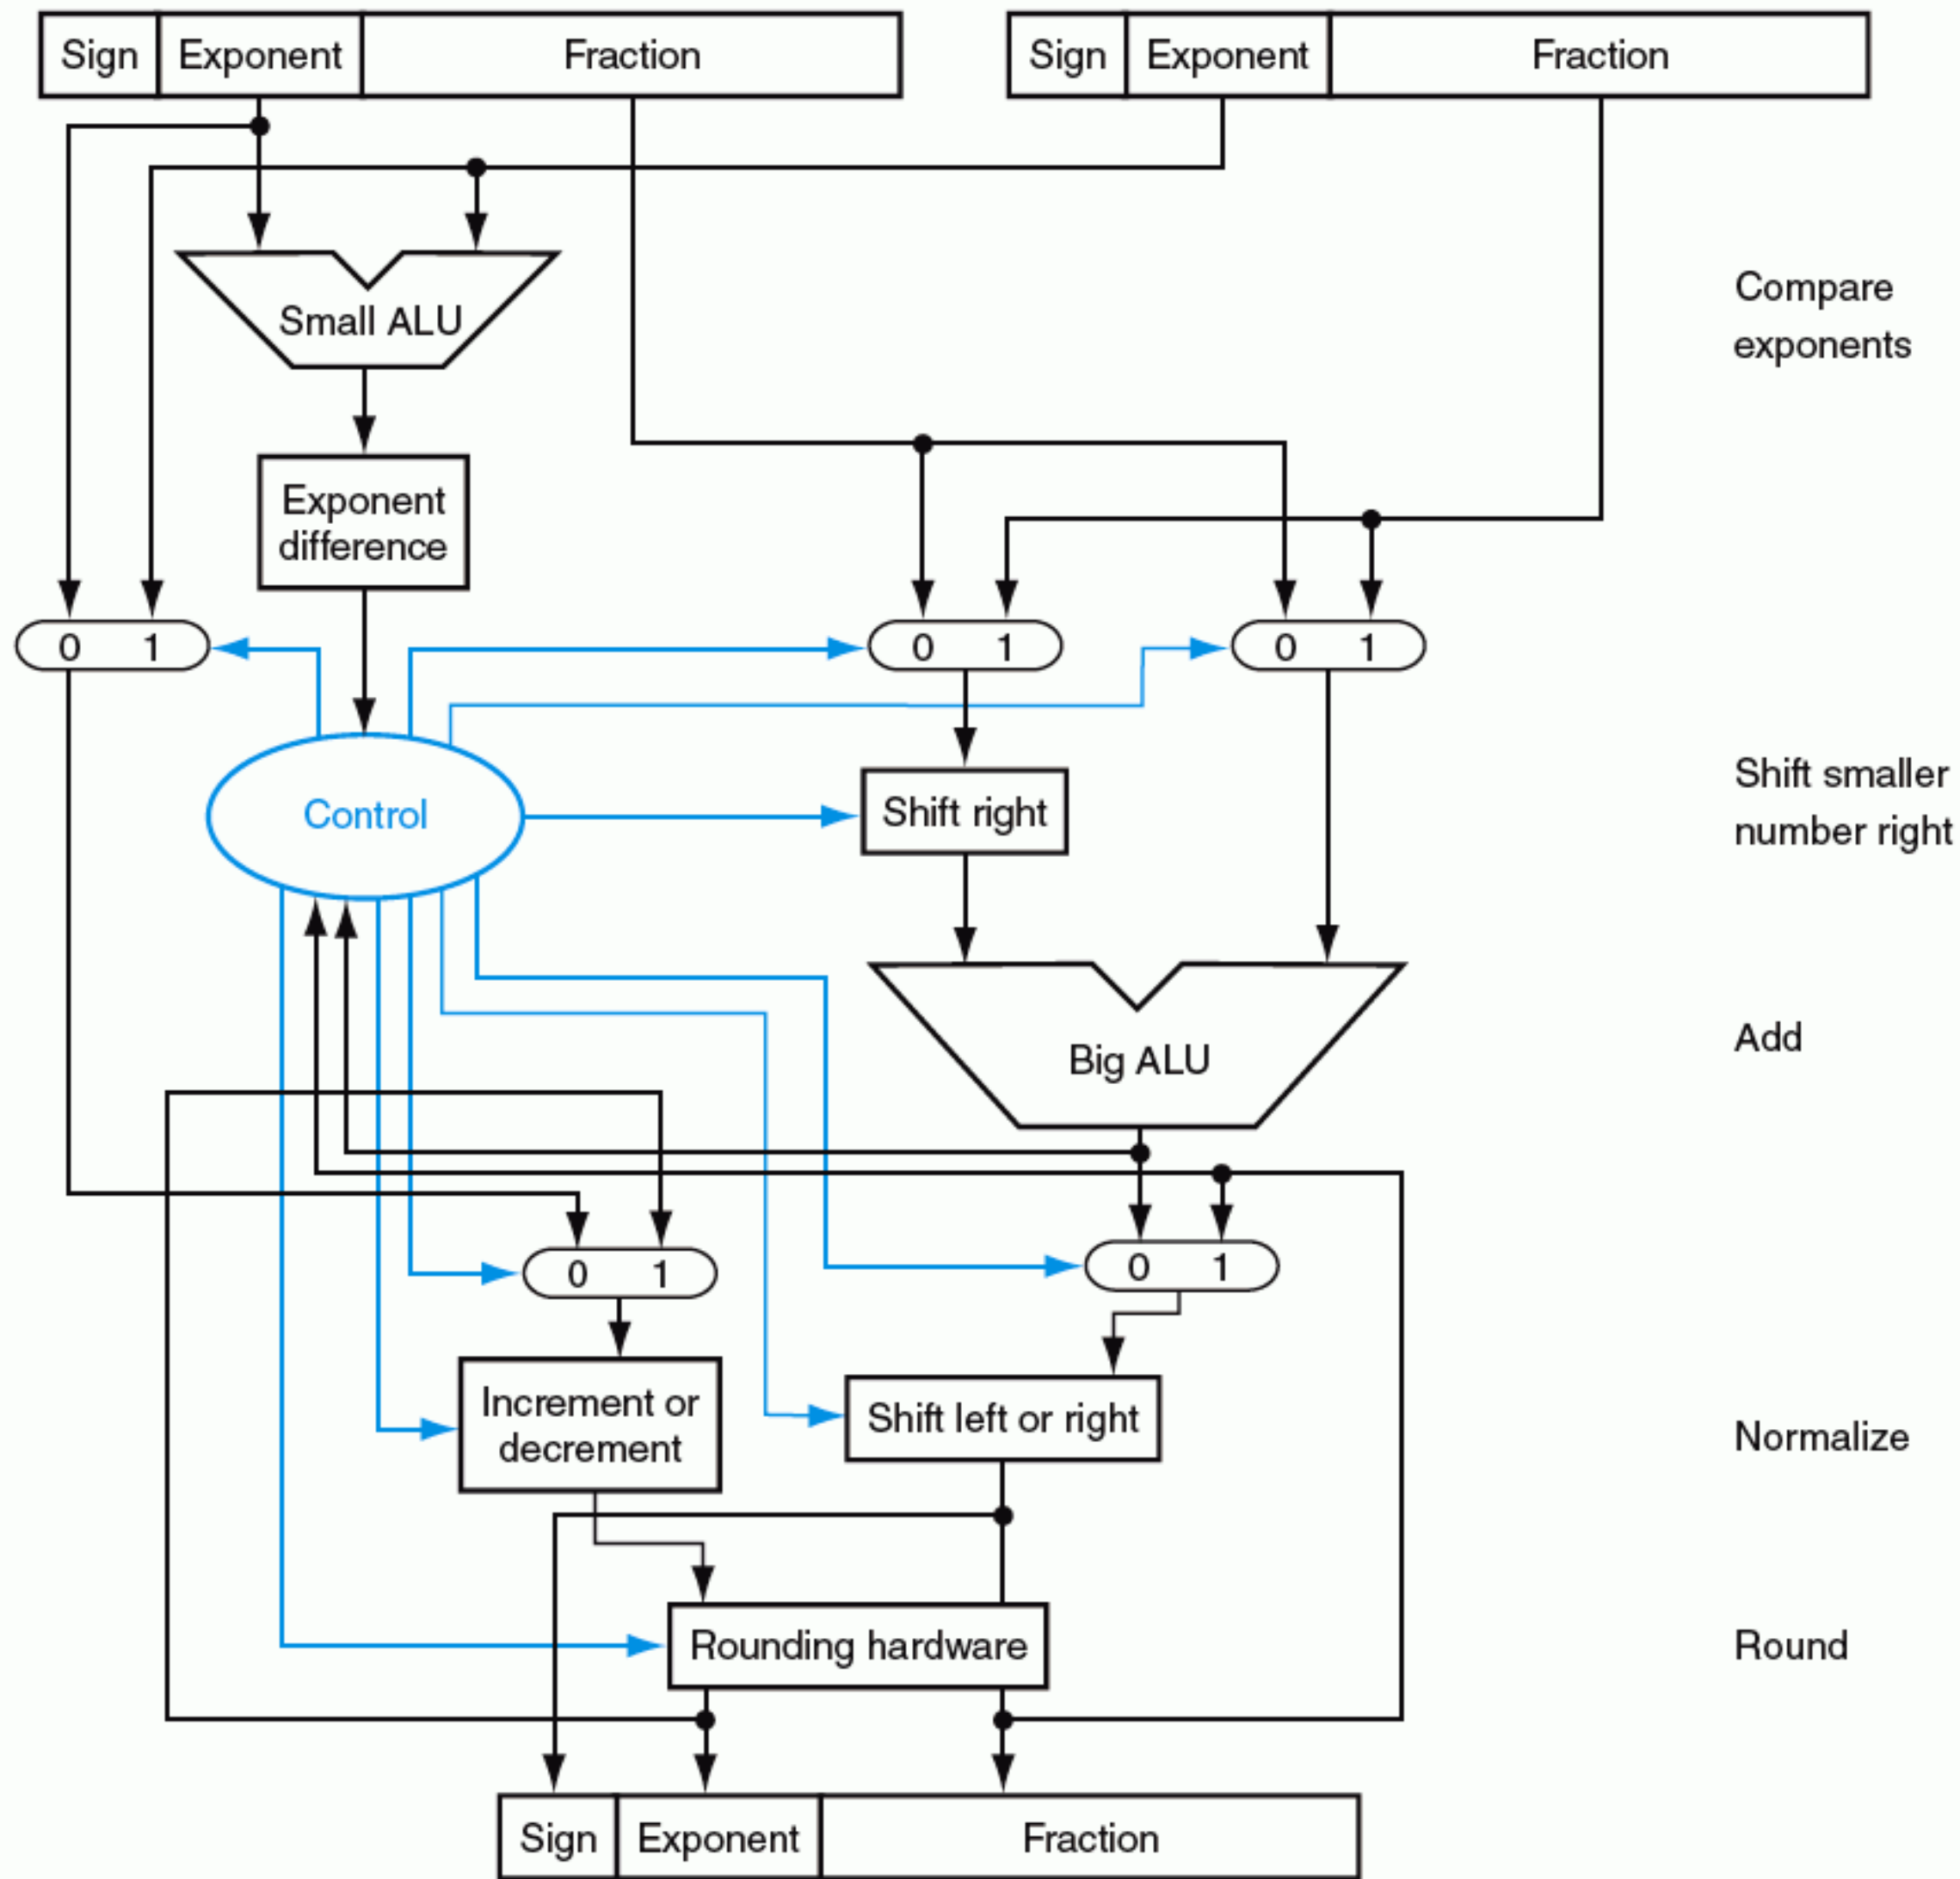 Sign Exponent Fraction Sign Exponent Fraction
Small ALU
Compare
exponents
Exponent
difference
0 1 0 1 0 1
Control
Shift right
Shift smaller
number right
Big ALU
Add
0 1 0 1
Increment or
decrement
Shift left or right
Normalize
Rounding hardware
Round
Sign Exponent Fraction